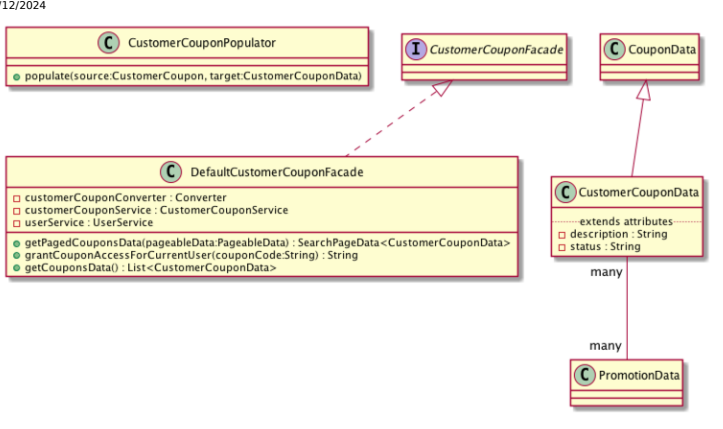 /12/2024
C CustomerCouponPopulator
populate(source:CustomerCoupon, target:CustomerCouponData)
I CustomerCouponFacade
C CouponData
C DefaultCustomerCouponFacade
customerCouponConverter : Converter
customerCouponService : CustomerCouponService
userService : UserService
getPagedCouponsData(pageableData:PageableData) : SearchPageData<CustomerCouponData>
grantCouponAccessForCurrentUser(couponCode:String) : String
getCouponsData() : List<CustomerCouponData>
C CustomerCouponData
extends attributes
description : String
status : String
many
many
C PromotionData